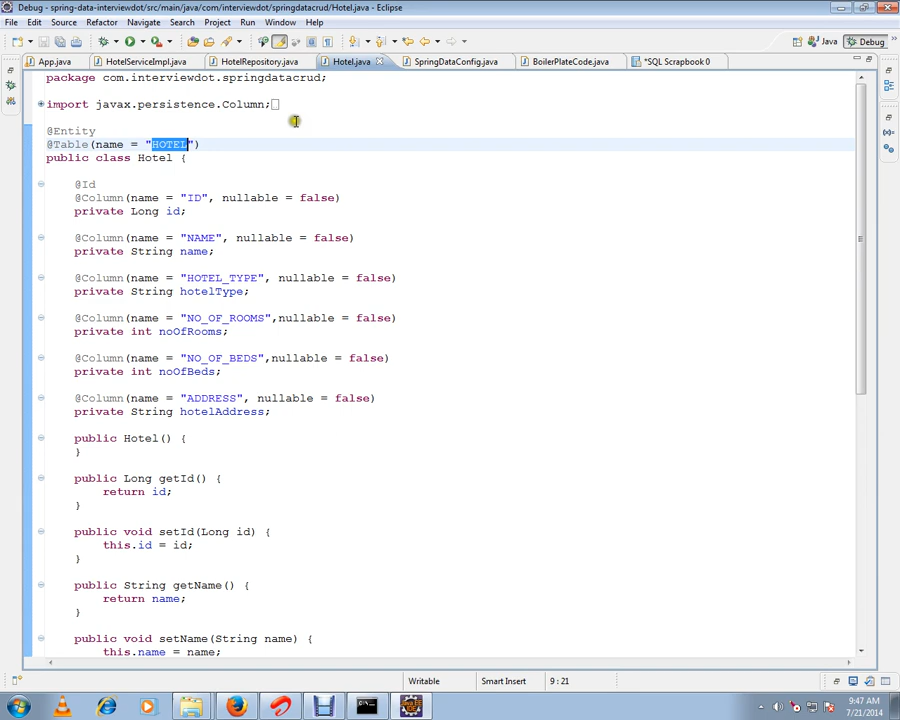 Debug - spring-data-interviewdot/src/main/java/com/interviewdot/springdatacrud/Hotel.java - Eclipse
File Edit Source Refactor Navigate Search Project Run Window Help
Java Debug
App.java HotelServiceImpl.java HotelRepository.java Hotel.java SpringDataConfig.java BoilerPlateCode.java *SQL Scrapbook 0
package com.interviewdot.springdatacrud;
import javax.persistence.Column;
@Entity
@Table(name = "HOTEL")
public class Hotel {
@Id
@Column(name = "ID", nullable = false)
private Long id;
@Column(name = "NAME", nullable = false)
private String name;
@Column(name = "HOTEL_TYPE", nullable = false)
private String hotelType;
@Column(name = "NO_OF_ROOMS",nullable = false)
private int noOfRooms;
@Column(name = "NO_OF_BEDS",nullable = false)
private int noOfBeds;
@Column(name = "ADDRESS", nullable = false)
private String hotelAddress;
public Hotel() {
}
public Long getId() {
return id;
}
public void setId(Long id) {
this.id = id;
}
public String getName() {
return name;
}
public void setName(String name) {
this.name = name;
Writable Smart Insert 9 : 21
9:47 AM
7/21/2014